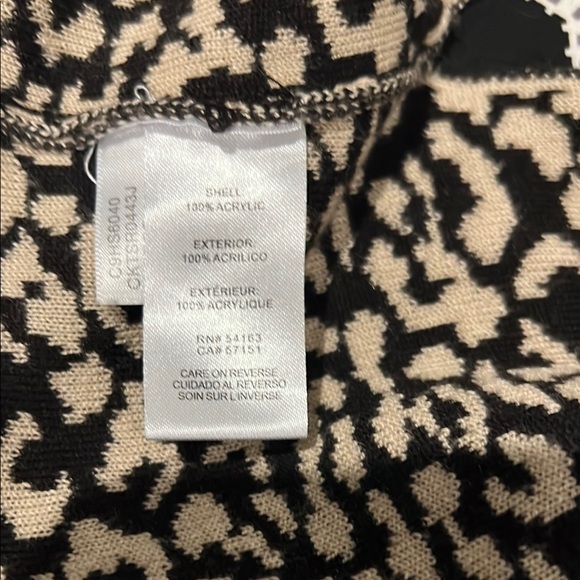 SHELL
100% ACRYLIC
EXTERIOR:
100% ACRILICO
EXTÉRIEUR:
100% ACRYLIQUE
RN# 54163
CA# 57151
CARE ON REVERSE
CUIDADO AL REVERSO
SOIN SUR L'INVERSE
C9HS6040
CKTSR0443J